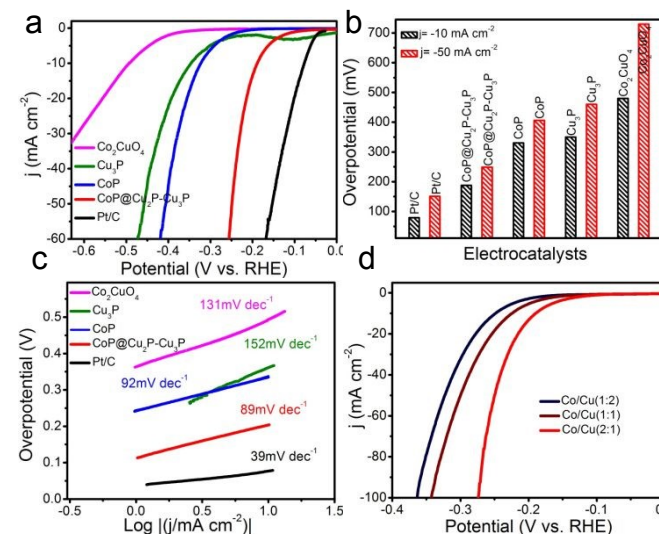 a
0
-10
-20
-30
-40
-50
-60
j (mA cm⁻²)
Co₂CuO₄
Cu₃P
CoP
CoP@Cu₂P-Cu₃P
Pt/C
-0.6 -0.5 -0.4 -0.3 -0.2 -0.1 0.0
Potential (V vs. RHE)
b
700
600
500
400
300
200
100
Overpotential (mV)
j= -10 mA cm⁻²
j= -50 mA cm⁻²
Pt/C
Pt/C
CoP@Cu₂P-Cu₃P
CoP@Cu₂P-Cu₃P
CoP
CoP
Cu₃P
Cu₃P
Co₂CuO₄
Electrocatalysts
c
Co₂CuO₄
Cu₃P
CoP
CoP@Cu₂P-Cu₃P
Pt/C
131mV dec⁻¹
152mV dec⁻¹
92mV dec⁻¹
89mV dec⁻¹
39mV dec⁻¹
0.5
0.4
0.3
0.2
0.1
0.0
Overpotential (V)
-0.5 0.0 0.5 1.0 1.5
Log |(j/mA cm⁻²)|
d
0
-20
-40
-60
-80
-100
j (mA cm⁻²)
Co/Cu(1:2)
Co/Cu(1:1)
Co/Cu(2:1)
-0.4 -0.3 -0.2 -0.1 0
Potential (V vs. RHE)